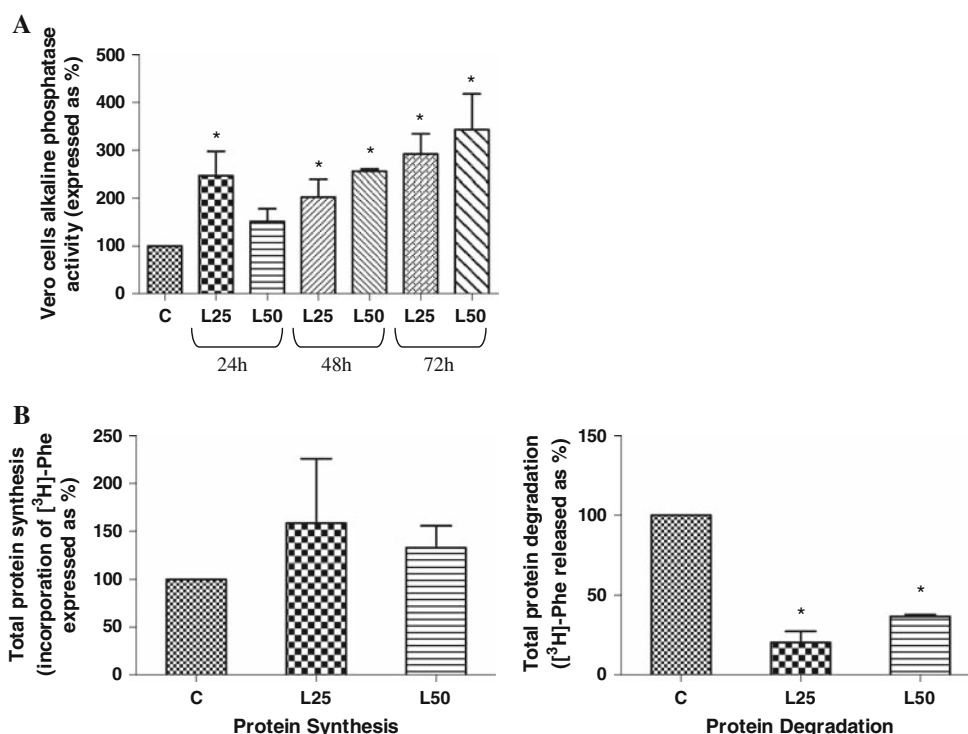 A
Vero cells alkaline phosphatase
activity (expressed as %)
500
400
300
200
100
0
* * * * *
C L25 L50 L25 L50 L25 L50
24h 48h 72h
B
Total protein synthesis
(incorporation of [³H]-Phe
expressed as %)
250
200
150
100
50
0
C L25 L50
Protein Synthesis
Total protein degradation
([³H]-Phe released as %)
150
100
50
0
* *
C L25 L50
Protein Degradation